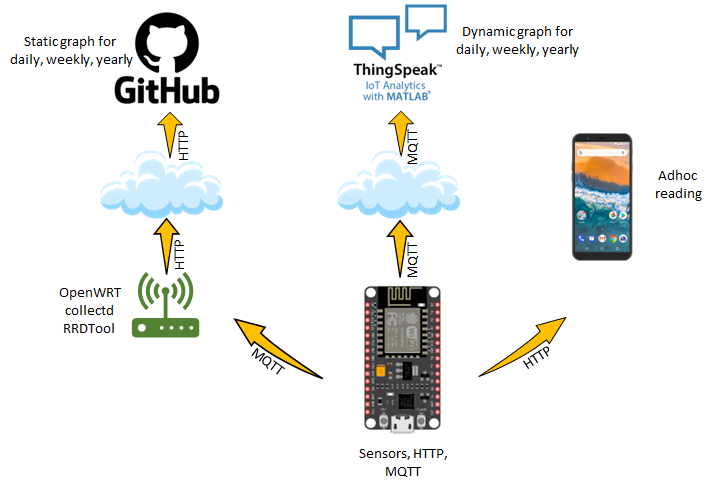 Static graph for
daily, weekly, yearly
GitHub
Dynamic graph for
daily, weekly, yearly
ThingSpeak™
IoT Analytics
with MATLAB®
HTTP
MQTT
Adhoc
reading
HTTP
MQTT
OpenWRT
collectd
RRDTool
MQTT
HTTP
Sensors, HTTP,
MQTT